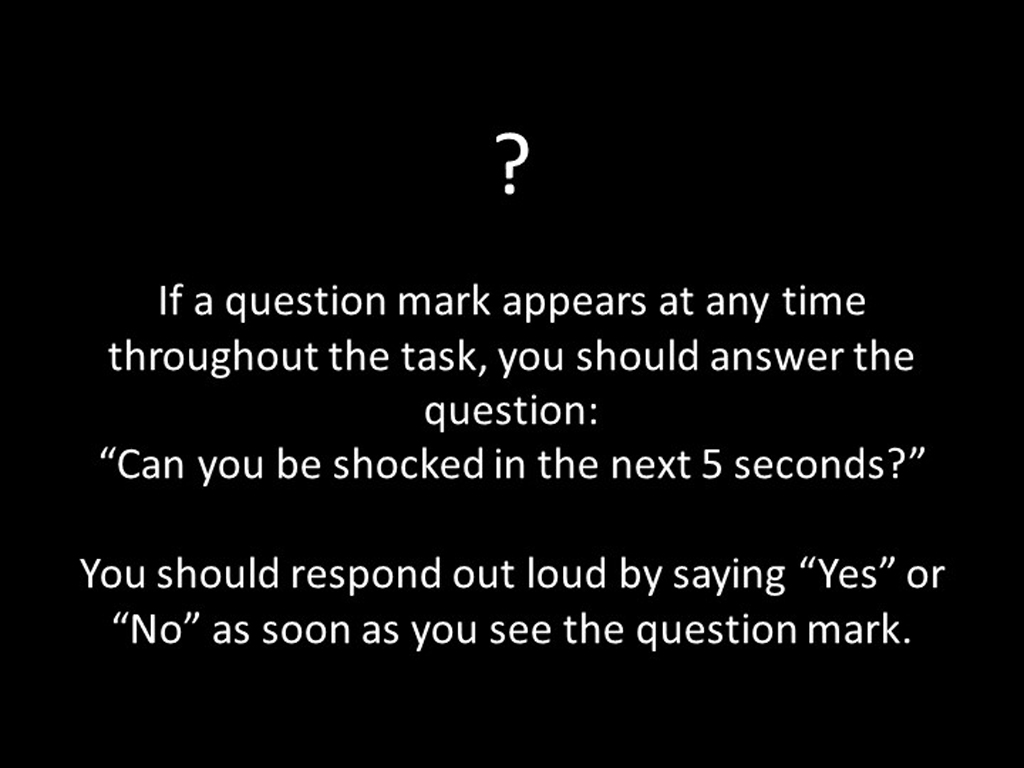 ?
If a question mark appears at any time
throughout the task, you should answer the
question:
“Can you be shocked in the next 5 seconds?”
You should respond out loud by saying “Yes” or
“No” as soon as you see the question mark.